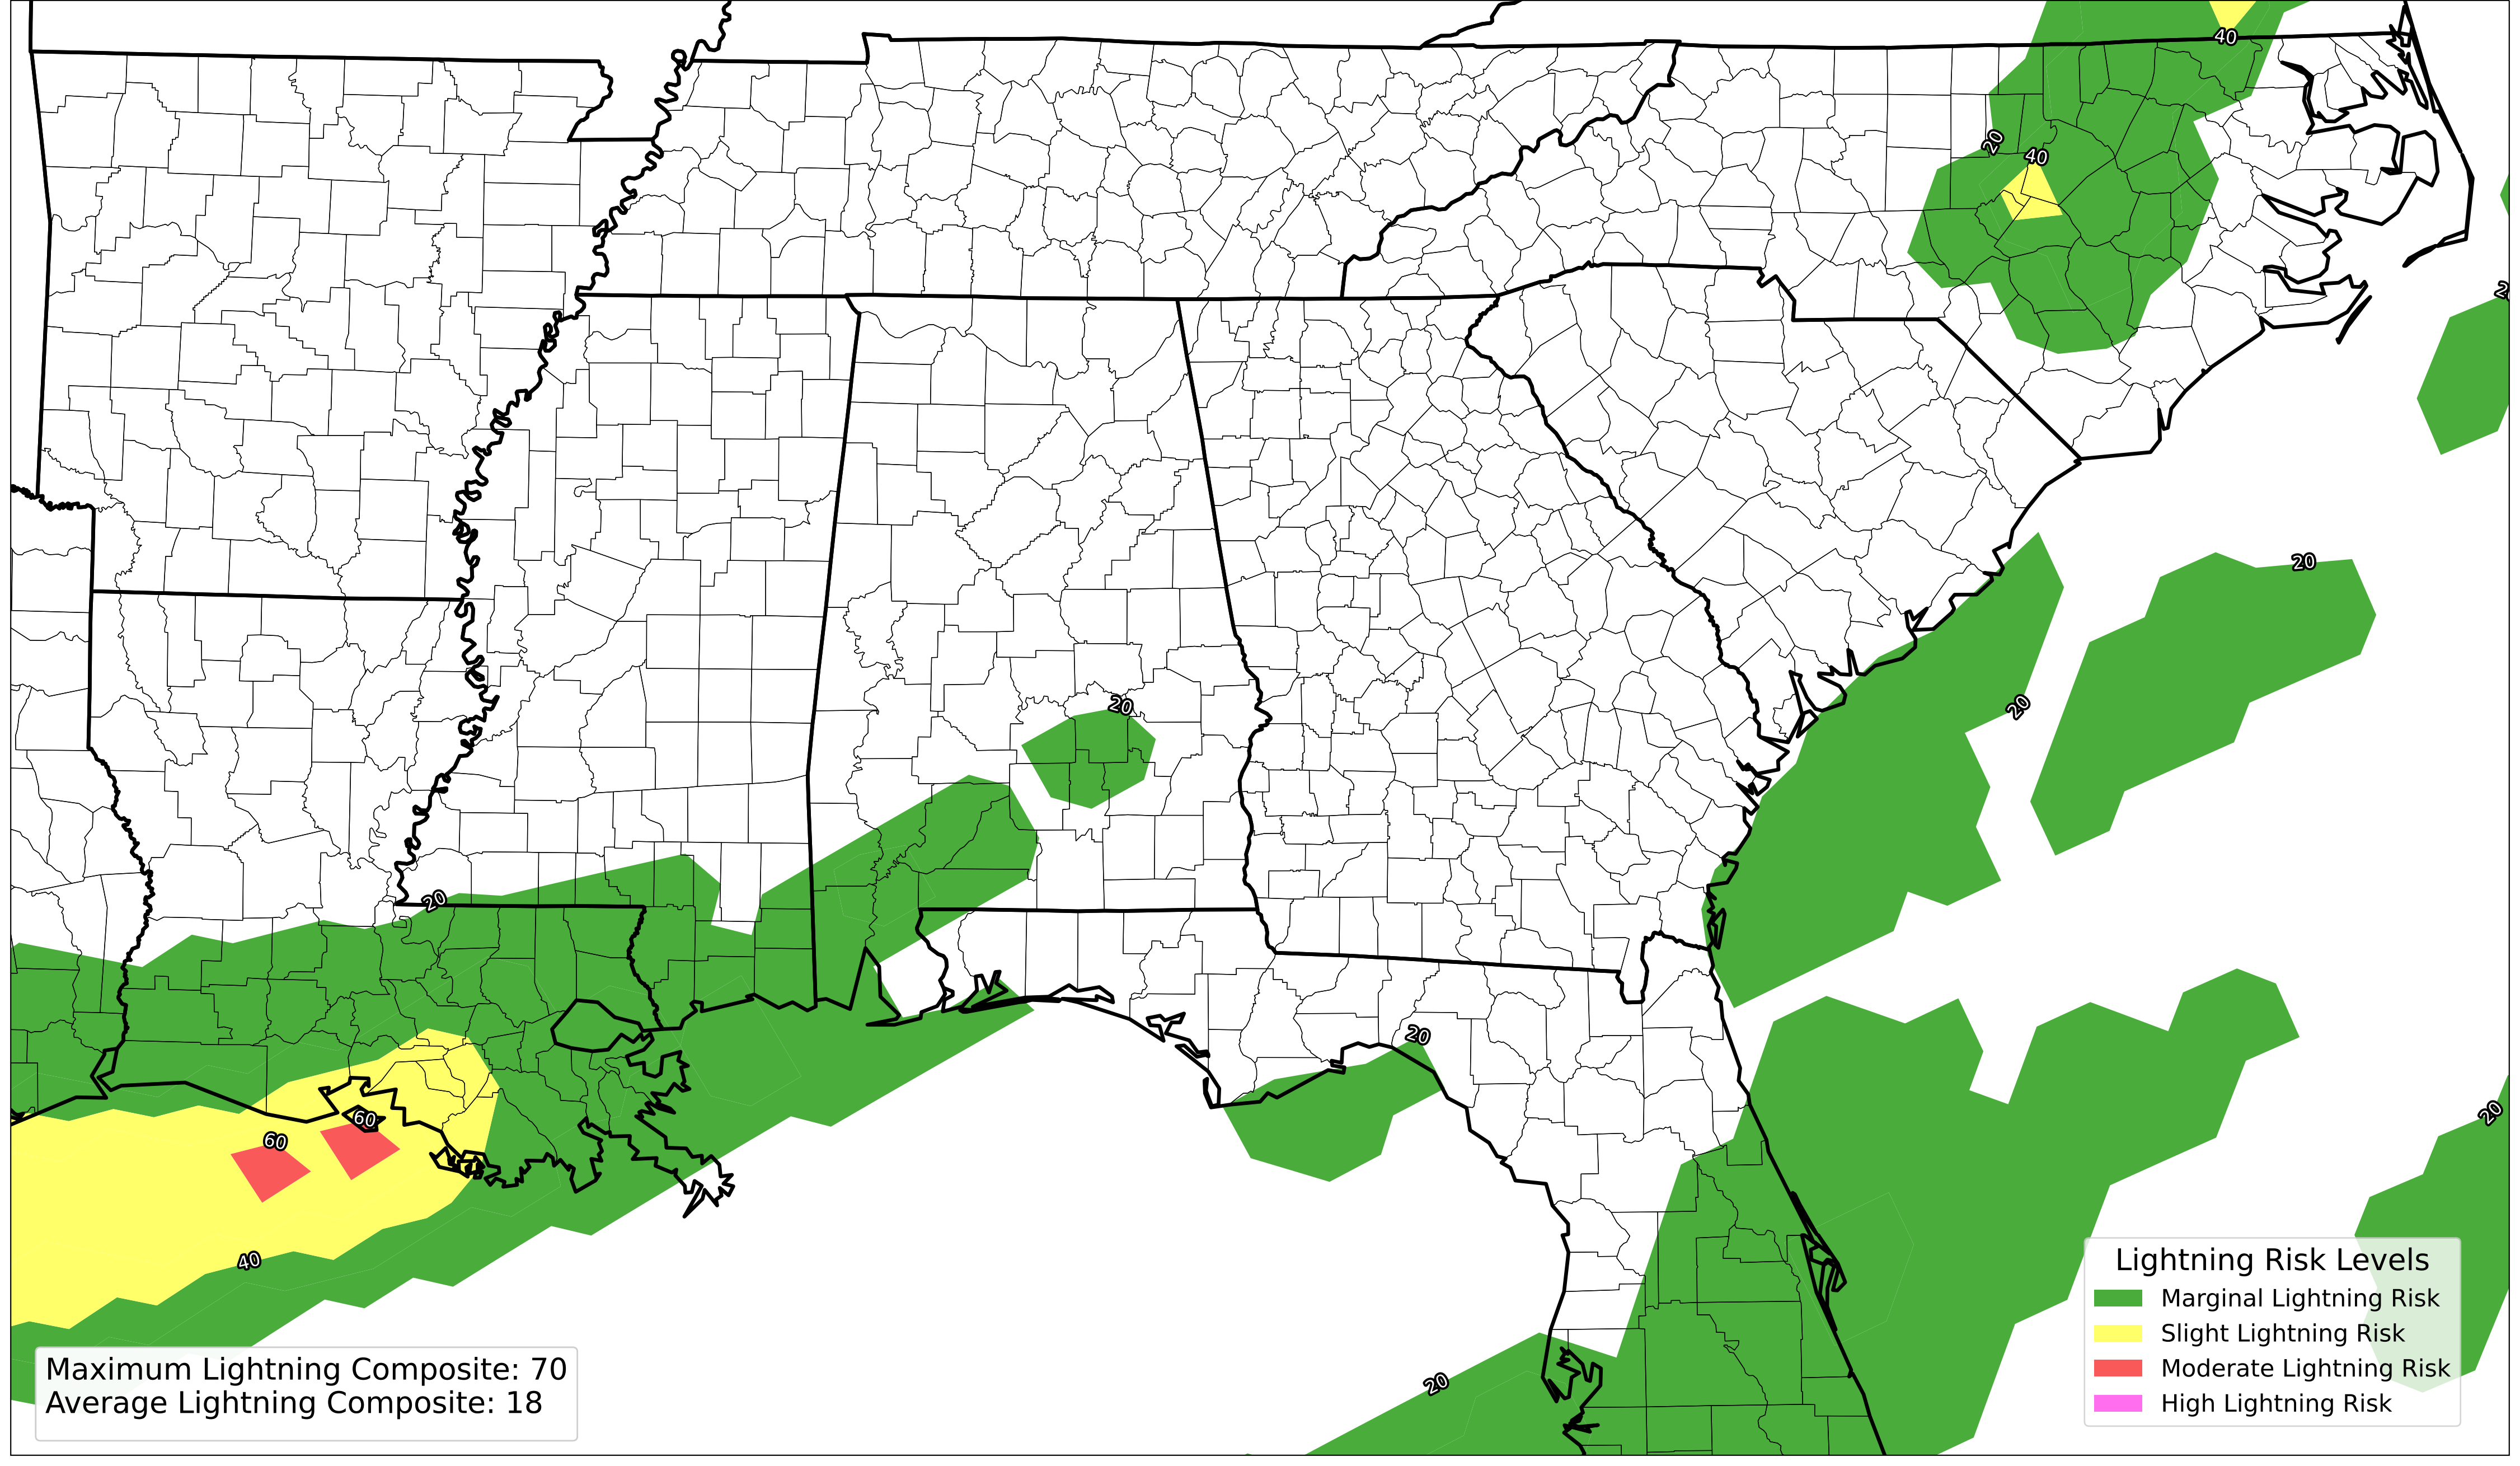 40
20
40
20
20
20
20
20
20
20
60
60
40
20
Lightning Risk Levels
Marginal Lightning Risk
Slight Lightning Risk
Moderate Lightning Risk
High Lightning Risk
Maximum Lightning Composite: 70
Average Lightning Composite: 18